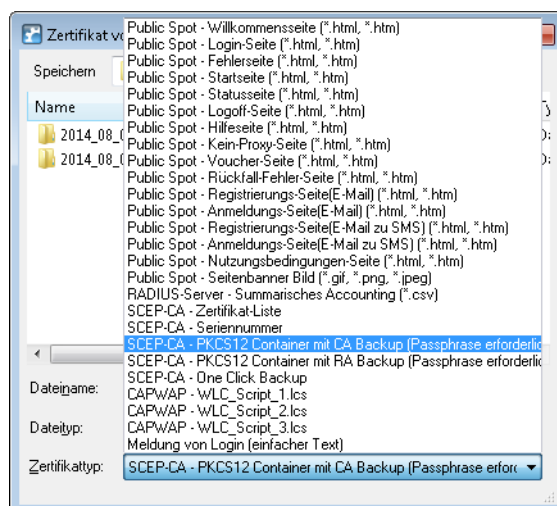 Zertifikat vo
Speichern
Name
2014_08_0
2014_08_0
Public Spot - Willkommensseite (*.html, *.htm)
Public Spot - Login-Seite (*.html, *.htm)
Public Spot - Fehlerseite (*.html, *.htm)
Public Spot - Startseite (*.html, *.htm)
Public Spot - Statusseite (*.html, *.htm)
Public Spot - Logoff-Seite (*.html, *.htm)
Public Spot - Hilfeseite (*.html, *.htm)
Public Spot - Kein-Proxy-Seite (*.html, *.htm)
Public Spot - Voucher-Seite (*.html, *.htm)
Public Spot - Rückfall-Fehler-Seite (*.html, *.htm)
Public Spot - Registrierungs-Seite(E-Mail) (*.html, *.htm)
Public Spot - Anmeldungs-Seite(E-Mail) (*.html, *.htm)
Public Spot - Registrierungs-Seite(E-Mail zu SMS) (*.html, *.htm)
Public Spot - Anmeldungs-Seite(E-Mail zu SMS) (*.html, *.htm)
Public Spot - Nutzungsbedingungen-Seite (*.html, *.htm)
Public Spot - Seitenbanner Bild (*.gif, *.png, *.jpeg)
RADIUS-Server - Summarisches Accounting (*.csv)
SCEP-CA - Zertifikat-Liste
SCEP-CA - Seriennummer
SCEP-CA - PKCS12 Container mit CA Backup (Passphrase erforderlic
SCEP-CA - PKCS12 Container mit RA Backup (Passphrase erforderlic
SCEP-CA - One Click Backup
CAPWAP - WLC_Script_1.lcs
CAPWAP - WLC_Script_2.lcs
CAPWAP - WLC_Script_3.lcs
Meldung von Login (einfacher Text)
Dateiname:
Dateityp:
Zertifikattyp: SCEP-CA - PKCS12 Container mit CA Backup (Passphrase erforc